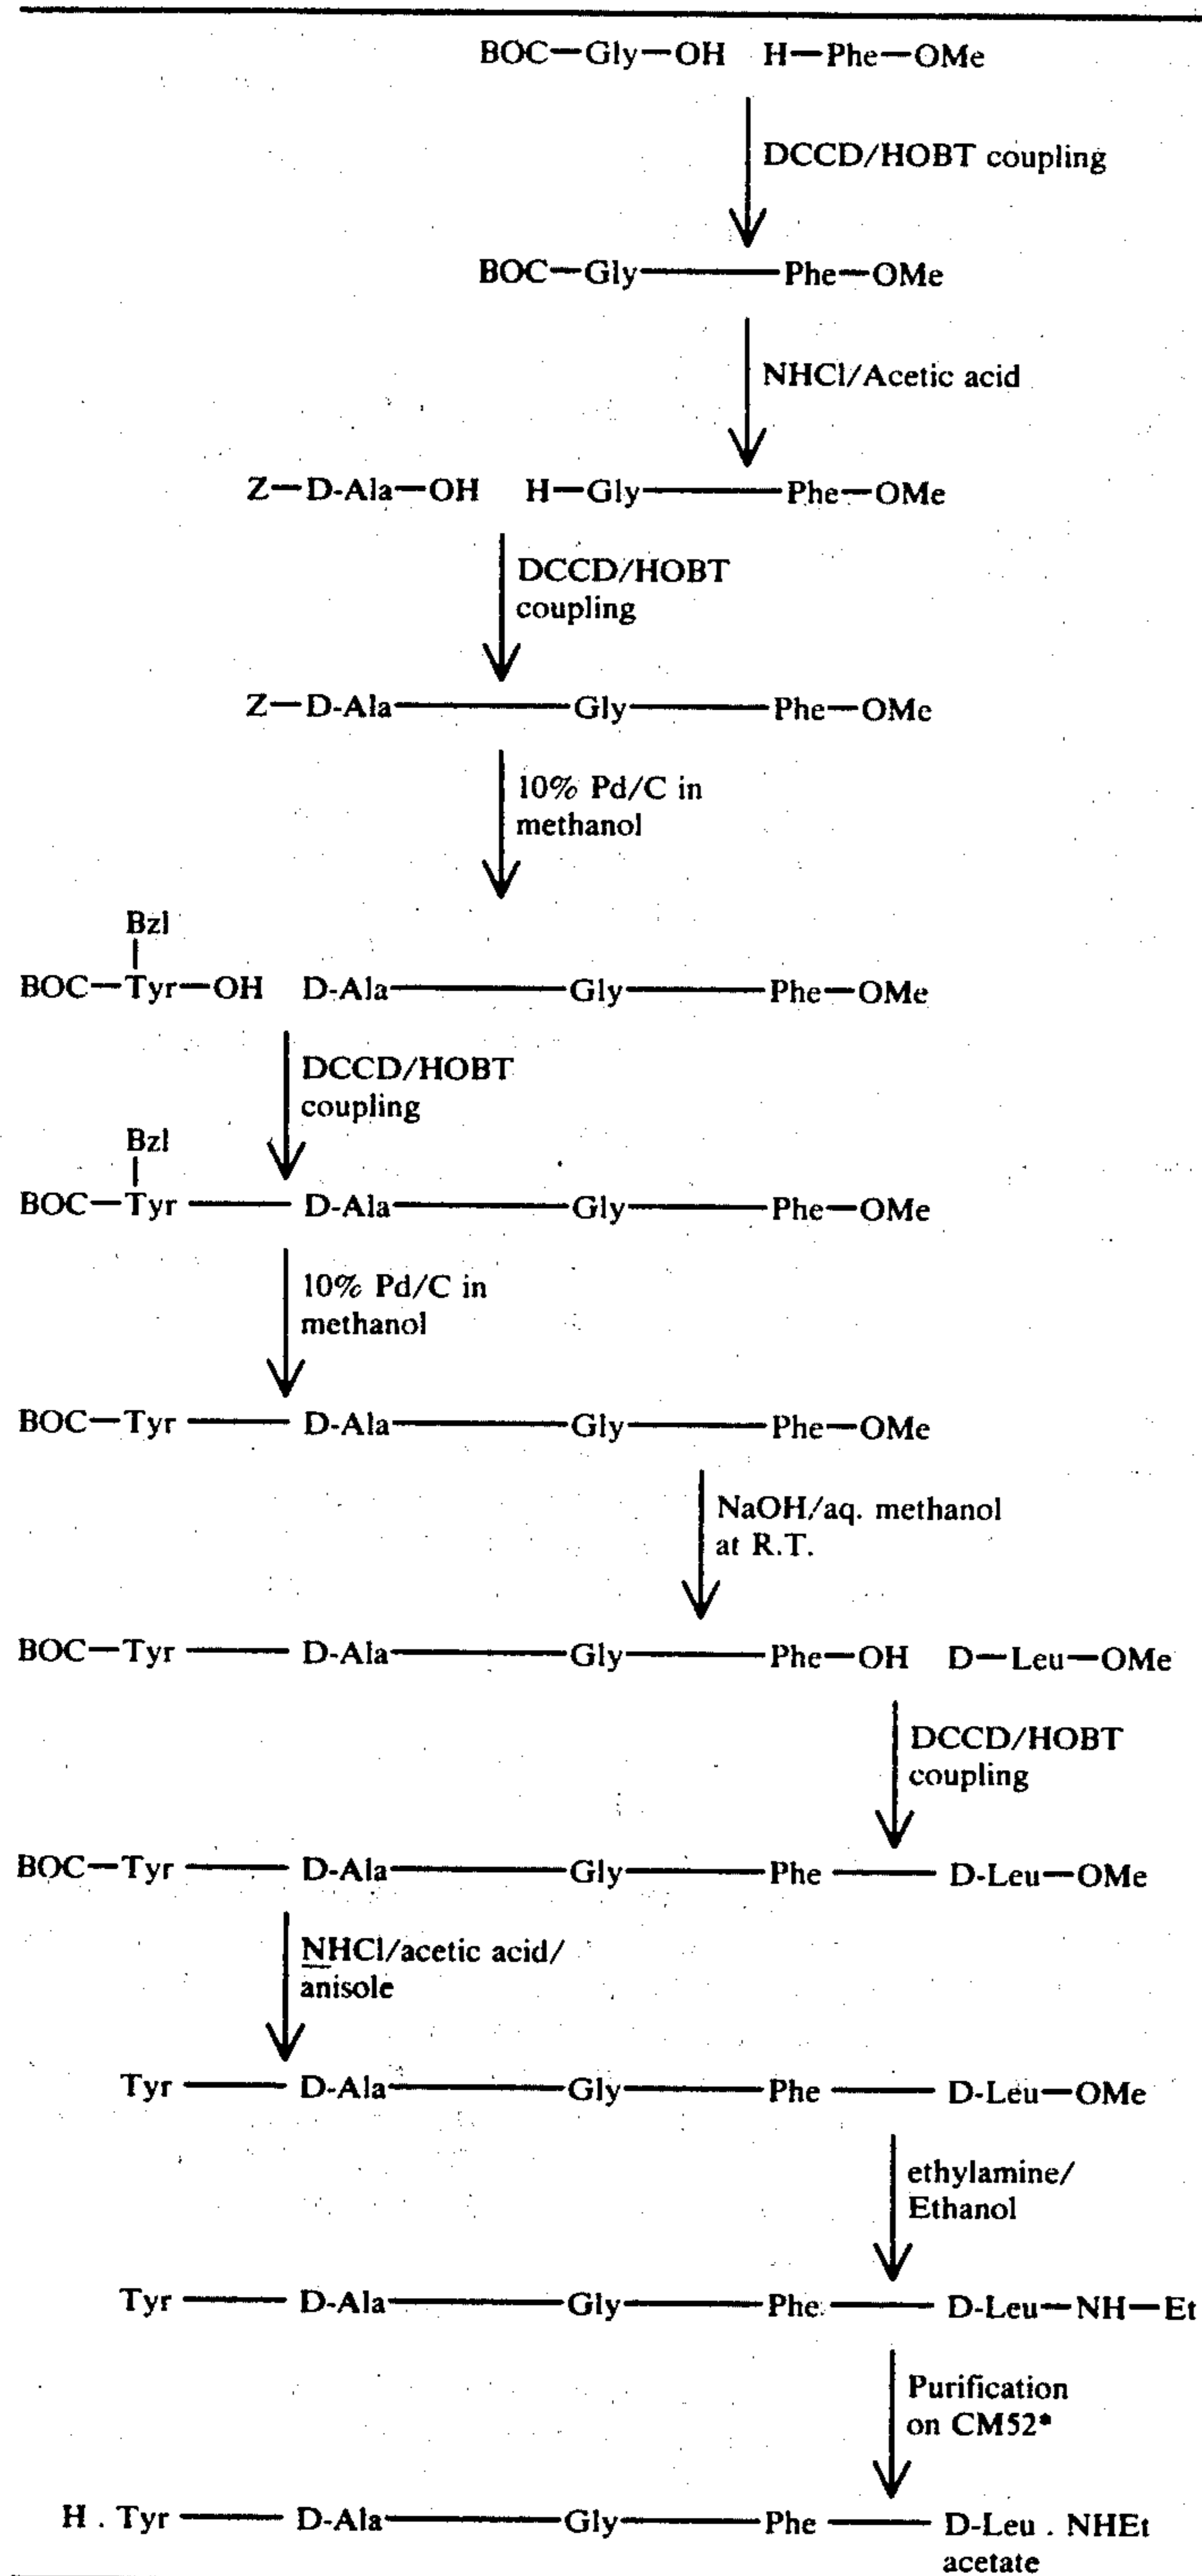 BOC—Gly—OH H—Phe—OMe
DCCD/HOBT coupling
BOC—Gly—Phe—OMe
NHCl/Acetic acid
Z—D-Ala—OH H—Gly—Phe—OMe
DCCD/HOBT
coupling
Z—D-Ala—Gly—Phe—OMe
10% Pd/C in
methanol
Bzl
BOC—Tyr—OH D-Ala—Gly—Phe—OMe
DCCD/HOBT
coupling
Bzl
BOC—Tyr—D-Ala—Gly—Phe—OMe
10% Pd/C in
methanol
BOC—Tyr—D-Ala—Gly—Phe—OMe
NaOH/aq. methanol
at R.T.
BOC—Tyr—D-Ala—Gly—Phe—OH D—Leu—OMe
DCCD/HOBT
coupling
BOC—Tyr—D-Ala—Gly—Phe—D-Leu—OMe
NHCl/acetic acid/
anisole
Tyr—D-Ala—Gly—Phe—D-Leu—OMe
ethylamine/
Ethanol
Tyr—D-Ala—Gly—Phe—D-Leu—NH—Et
Purification
on CM52*
H . Tyr—D-Ala—Gly—Phe—D-Leu . NHEt
acetate